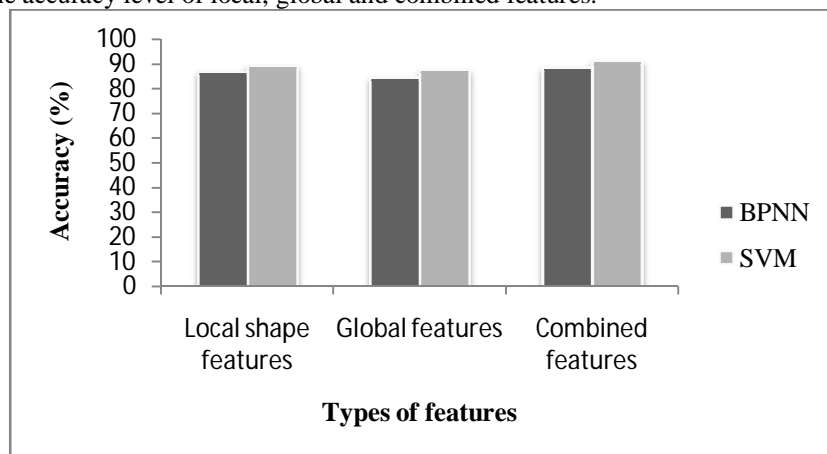 accuracy level of local, global and combined features.
100
90
80
70
60
50
40
30
20
10
0
Accuracy (%)
Local shape features
Global features
Combined features
Types of features
BPNN
SVM